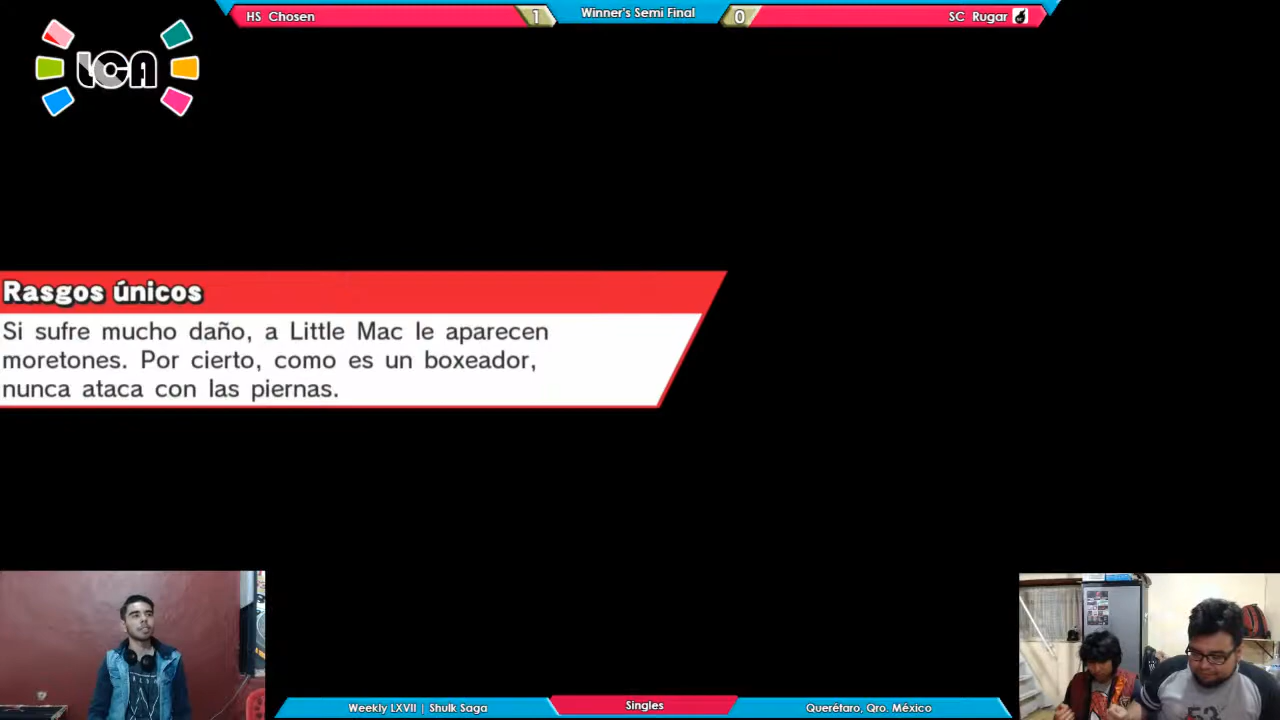 HS Chosen
1
Winner's Semi Final
0
SC Rugar
LCA
Rasgos únicos
Si sufre mucho daño, a Little Mac le aparecen
moretones. Por cierto, como es un boxeador,
nunca ataca con las piernas.
Weekly LXVII | Shulk Saga
Singles
Querétaro, Qro. México